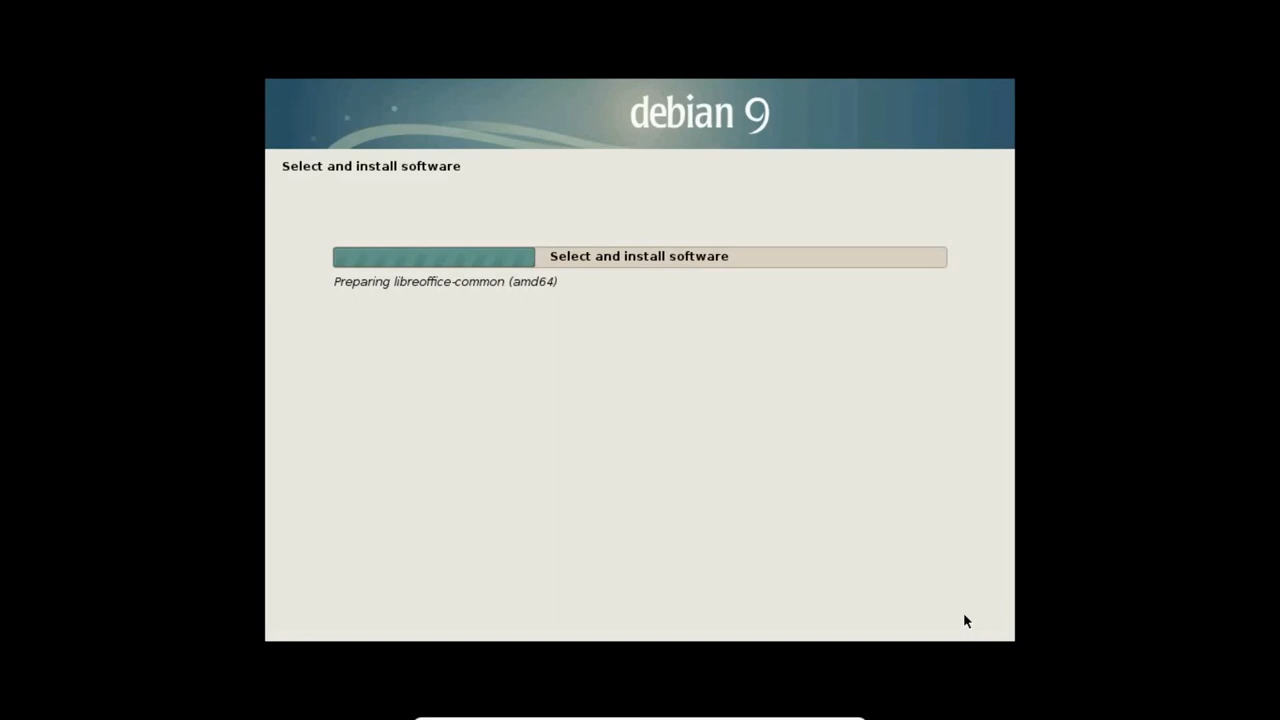 debian 9
Select and install software
Select and install software
Preparing libreoffice-common (amd64)